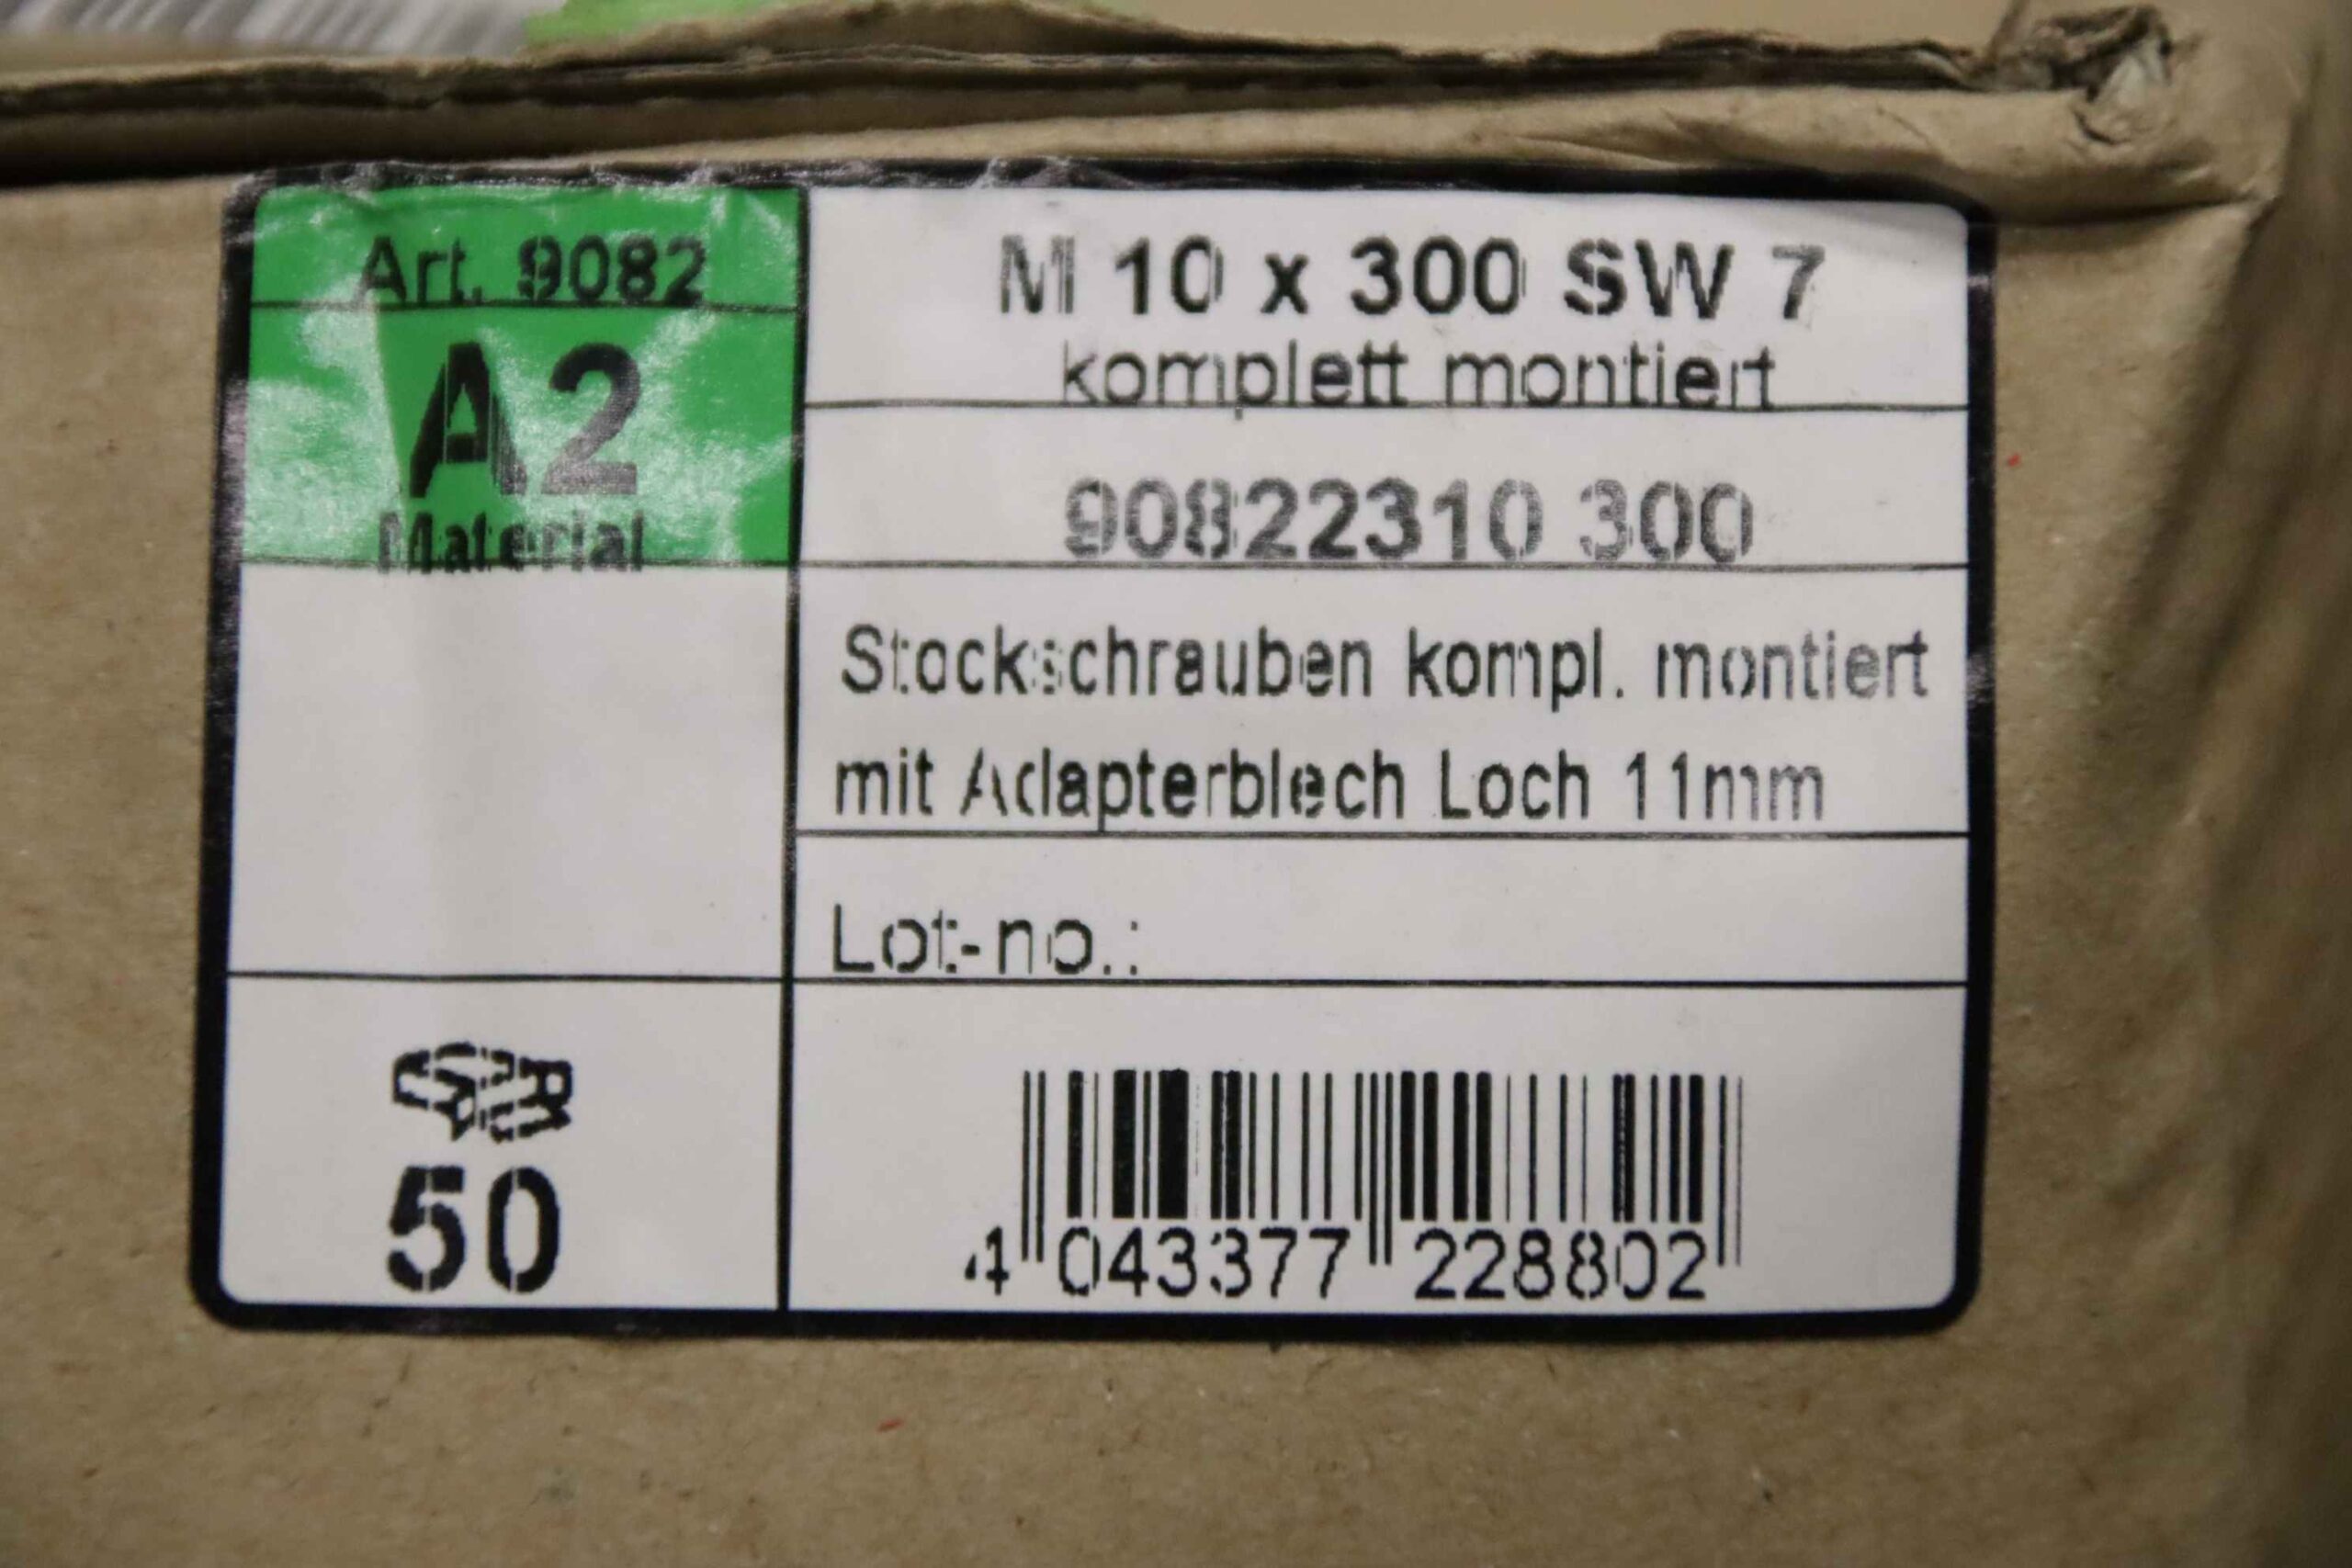 Art. 9082
A2
Material
M 10 x 300 SW 7
komplett montiert
90822310 300
Stockschrauben kompl. montiert
mit Adapterblech Loch 11mm
Lot-no.:
50
4 043377 228802